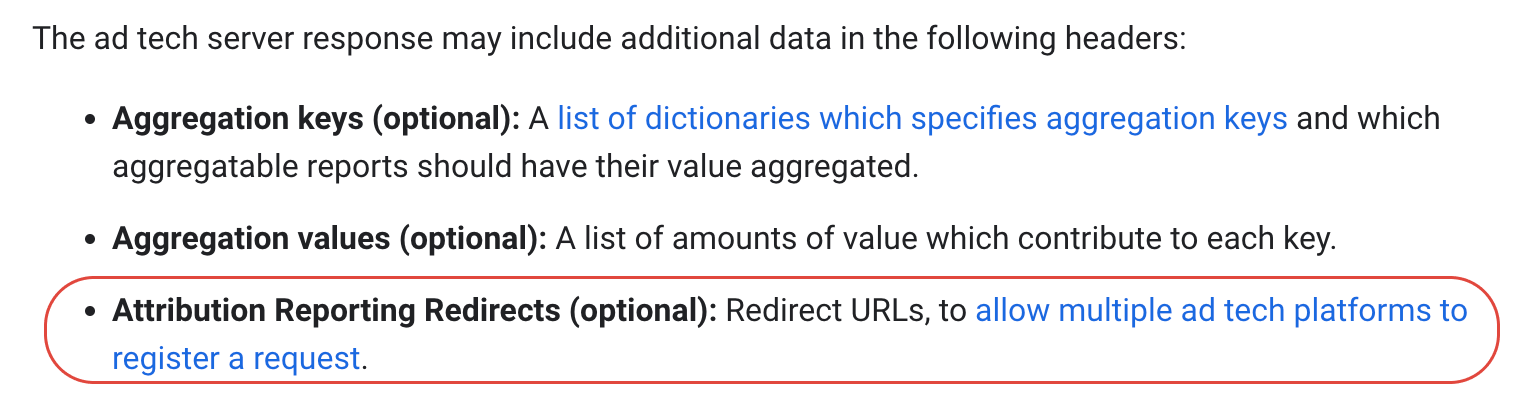 The ad tech server response may include additional data in the following headers:
• Aggregation keys (optional): A list of dictionaries which specifies aggregation keys and which
aggregatable reports should have their value aggregated.
• Aggregation values (optional): A list of amounts of value which contribute to each key.
• Attribution Reporting Redirects (optional): Redirect URLs, to allow multiple ad tech platforms to
register a request.